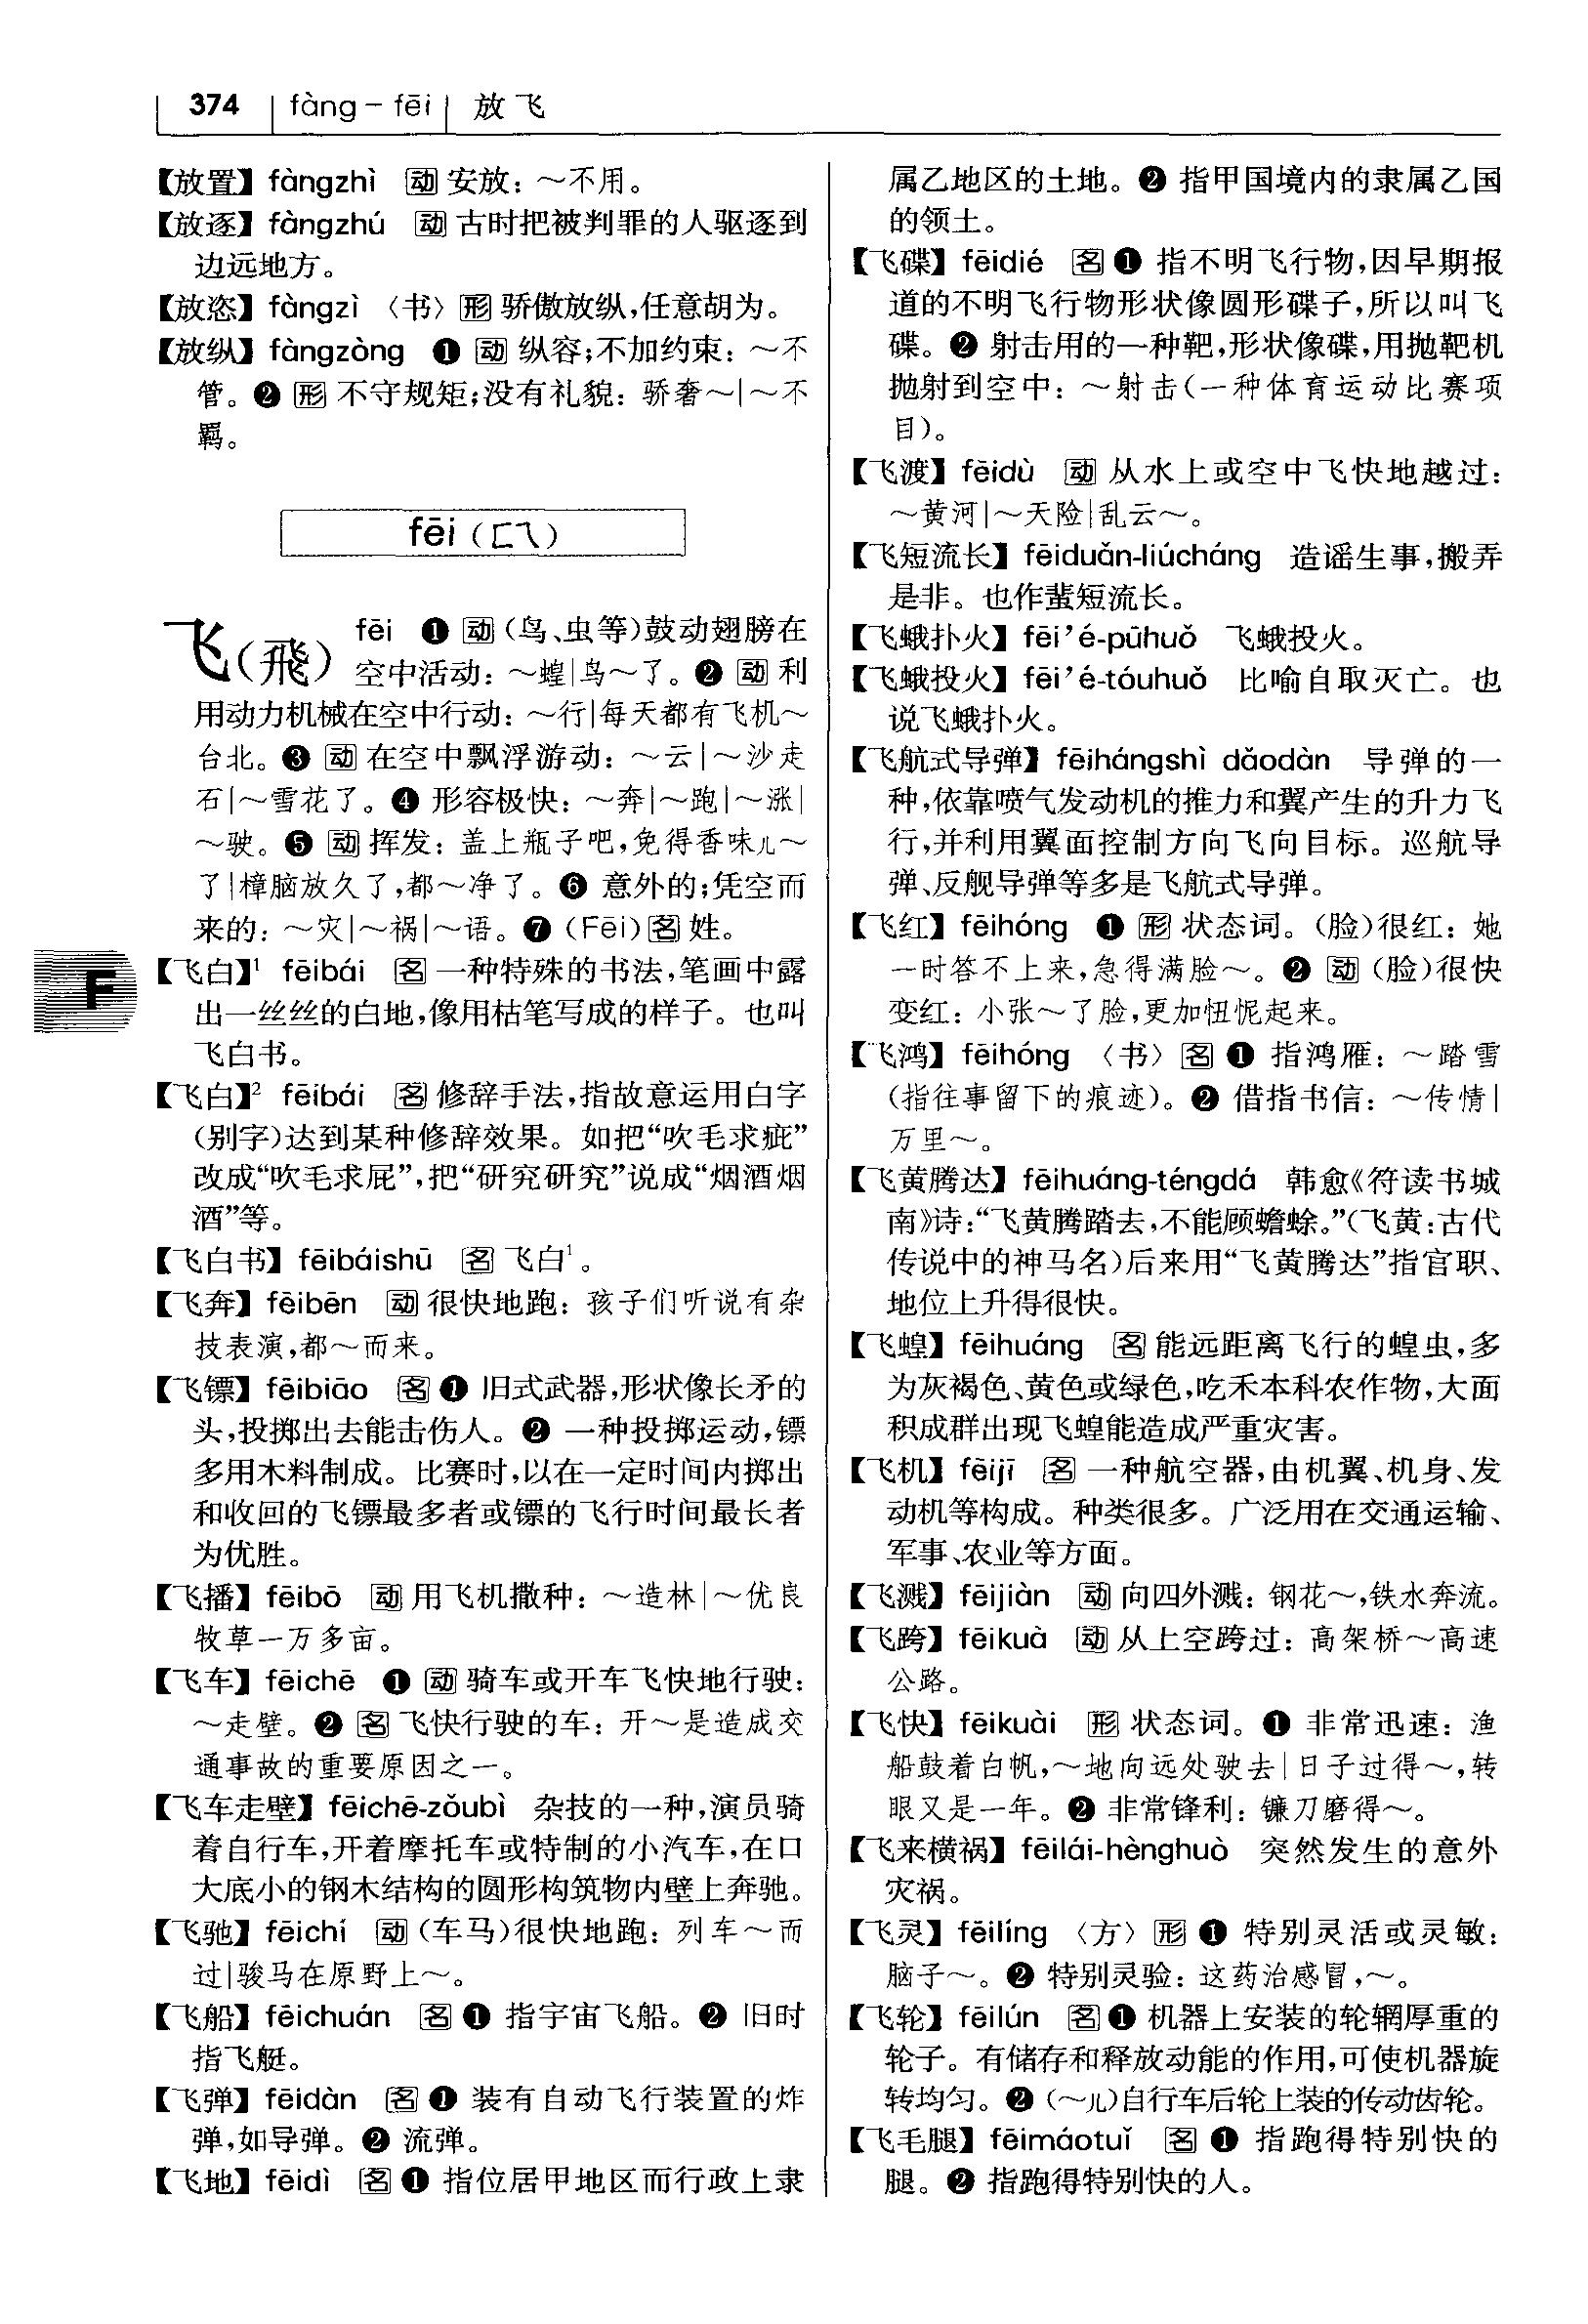 374 fàng－fēi 放飞
【放置】 fàngzhì 动 安放：～不用。
【放逐】 fàngzhú 动 古时把被判罪的人驱逐到
边远地方。
【放恣】 fàngzì 〈书〉 形 骄傲放纵，任意胡为。
【放纵】 fàngzòng ❶ 动 纵容；不加约束：～不
管。❷ 形 不守规矩；没有礼貌：骄奢～|～不
羁。
fēi（ㄈㄟ）
飞（飛） fēi ❶ 动（鸟、虫等）鼓动翅膀在
空中活动：～蝗|鸟～了。❷ 动 利
用动力机械在空中行动：～行|每天都有飞机～
台北。❸ 动 在空中飘浮游动：～云|～沙走
石|～雪花了。❹ 形容极快：～奔|～跑|～涨|
～驶。❺ 动 挥发：盖上瓶子吧，免得香味儿～
了|樟脑放久了，都～净了。❻ 意外的；凭空而
来的：～灾|～祸|～语。❼（Fēi）名 姓。
F
【飞白】¹ fēibái 名 一种特殊的书法，笔画中露
出一丝丝的白地，像用枯笔写成的样子。也叫
飞白书。
【飞白】² fēibái 名 修辞手法，指故意运用白字
（别字）达到某种修辞效果。如把“吹毛求疵”
改成“吹毛求屁”，把“研究研究”说成“烟酒烟
酒”等。
【飞白书】 fēibáishū 名 飞白¹。
【飞奔】 fēibēn 动 很快地跑：孩子们听说有杂
技表演，都～而来。
【飞镖】 fēibiāo 名 ❶ 旧式武器，形状像长矛的
头，投掷出去能击伤人。❷ 一种投掷运动，镖
多用木料制成。比赛时，以在一定时间内掷出
和收回的飞镖最多者或镖的飞行时间最长者
为优胜。
【飞播】 fēibō 动 用飞机撒种：～造林|～优良
牧草一万多亩。
【飞车】 fēichē ❶ 动 骑车或开车飞快地行驶：
～走壁。❷ 名 飞快行驶的车：开～是造成交
通事故的重要原因之一。
【飞车走壁】 fēichē-zǒubì 杂技的一种，演员骑
着自行车，开着摩托车或特制的小汽车，在口
大底小的钢木结构的圆形构筑物内壁上奔驰。
【飞驰】 fēichí 动（车马）很快地跑：列车～而
过|骏马在原野上～。
【飞船】 fēichuán 名 ❶ 指宇宙飞船。❷ 旧时
指飞艇。
【飞弹】 fēidàn 名 ❶ 装有自动飞行装置的炸
弹，如导弹。❷ 流弹。
【飞地】 fēidì 名 ❶ 指位居甲地区而行政上隶
属乙地区的土地。❷ 指甲国境内的隶属乙国
的领土。
【飞碟】 fēidié 名 ❶ 指不明飞行物，因早期报
道的不明飞行物形状像圆形碟子，所以叫飞
碟。❷ 射击用的一种靶，形状像碟，用抛靶机
抛射到空中：～射击（一种体育运动比赛项
目）。
【飞渡】 fēidù 动 从水上或空中飞快地越过：
～黄河|～天险|乱云～。
【飞短流长】 fēiduǎn-liúcháng 造谣生事，搬弄
是非。也作蜚短流长。
【飞蛾扑火】 fēi’é-pūhuǒ 飞蛾投火。
【飞蛾投火】 fēi’é-tóuhuǒ 比喻自取灭亡。也
说飞蛾扑火。
【飞航式导弹】 fēihángshì dǎodàn 导弹的一
种，依靠喷气发动机的推力和翼产生的升力飞
行，并利用翼面控制方向飞向目标。巡航导
弹、反舰导弹等多是飞航式导弹。
【飞红】 fēihóng ❶ 形 状态词。（脸）很红：她
一时答不上来，急得满脸～。❷ 动（脸）很快
变红：小张～了脸，更加忸怩起来。
【飞鸿】 fēihóng 〈书〉 名 ❶ 指鸿雁：～踏雪
（指往事留下的痕迹）。❷ 借指书信：～传情|
万里～。
【飞黄腾达】 fēihuáng-téngdá 韩愈《符读书城
南》诗：“飞黄腾踏去，不能顾蟾蜍。”（飞黄：古代
传说中的神马名）后来用“飞黄腾达”指官职、
地位上升得很快。
【飞蝗】 fēihuáng 名 能远距离飞行的蝗虫，多
为灰褐色、黄色或绿色，吃禾本科农作物，大面
积成群出现飞蝗能造成严重灾害。
【飞机】 fēijī 名 一种航空器，由机翼、机身、发
动机等构成。种类很多。广泛用在交通运输、
军事、农业等方面。
【飞溅】 fēijiàn 动 向四外溅：钢花～，铁水奔流。
【飞跨】 fēikuà 动 从上空跨过：高架桥～高速
公路。
【飞快】 fēikuài 形 状态词。❶ 非常迅速：渔
船鼓着白帆，～地向远处驶去|日子过得～，转
眼又是一年。❷ 非常锋利：镰刀磨得～。
【飞来横祸】 fēilái-hènghuò 突然发生的意外
灾祸。
【飞灵】 fēilíng 〈方〉 形 ❶ 特别灵活或灵敏：
脑子～。❷ 特别灵验：这药治感冒，～。
【飞轮】 fēilún 名 ❶ 机器上安装的轮辋厚重的
轮子。有储存和释放动能的作用，可使机器旋
转均匀。❷（～儿）自行车后轮上装的传动齿轮。
【飞毛腿】 fēimáotuǐ 名 ❶ 指跑得特别快的
腿。❷ 指跑得特别快的人。